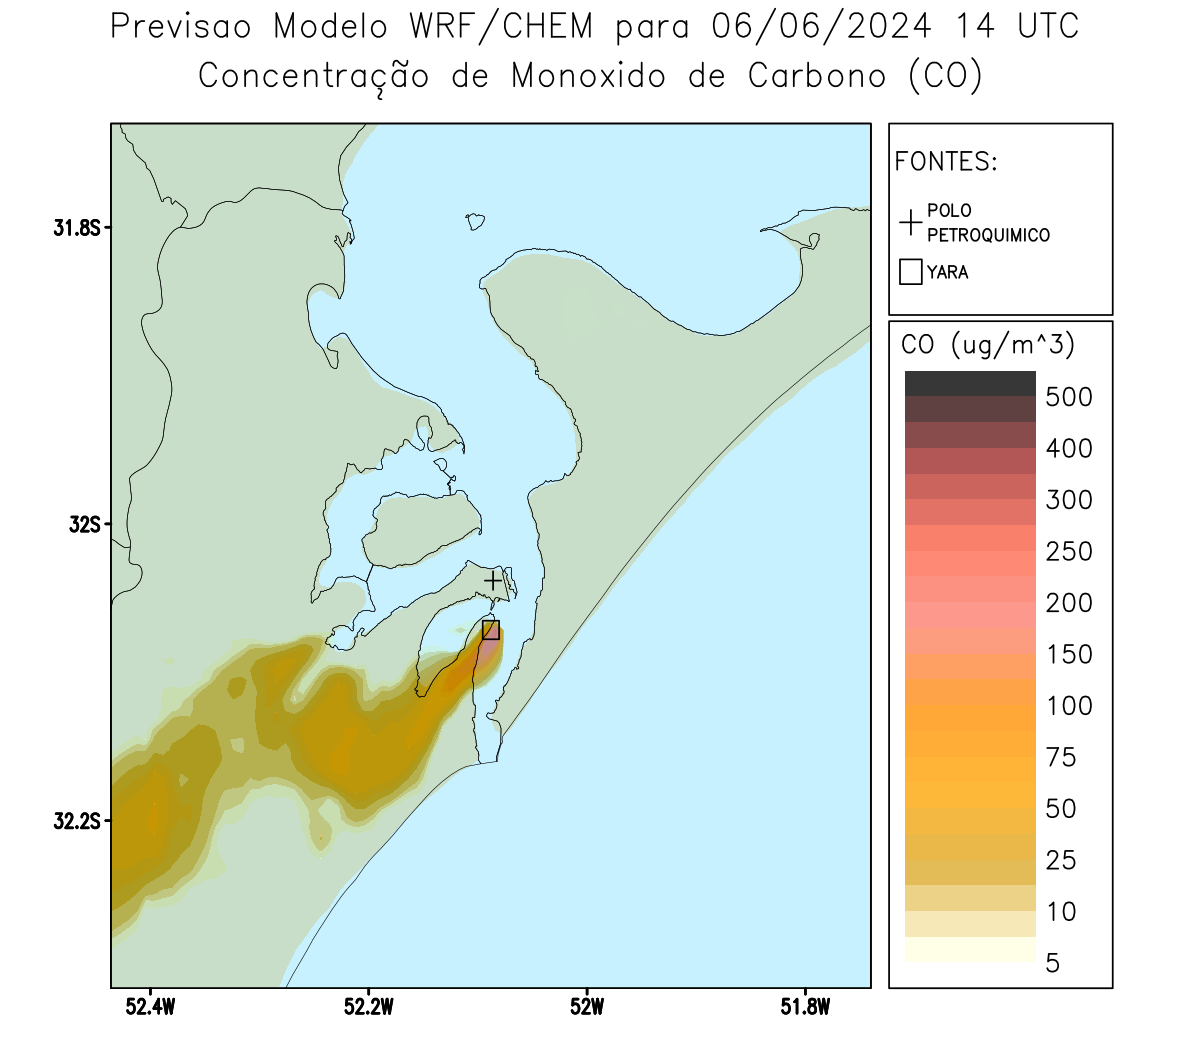 Previsao Modelo WRF/CHEM para 06/06/2024 14 UTC
Concentração de Monoxido de Carbono (CO)
FONTES:
POLO
PETROQUIMICO
YARA
CO (ug/m^3)
500
400
300
250
200
150
100
75
50
25
10
5
31.8S
32S
32.2S
52.4W
52.2W
52W
51.8W